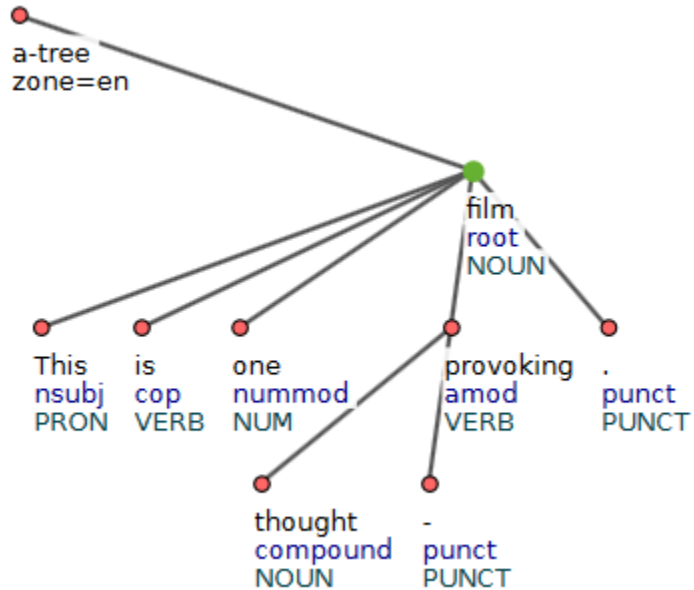 a-tree
zone=en
film
root
NOUN
This
nsubj
PRON
is
cop
VERB
one
nummod
NUM
provoking
amod
VERB
.
punct
PUNCT
thought
compound
NOUN
-
punct
PUNCT